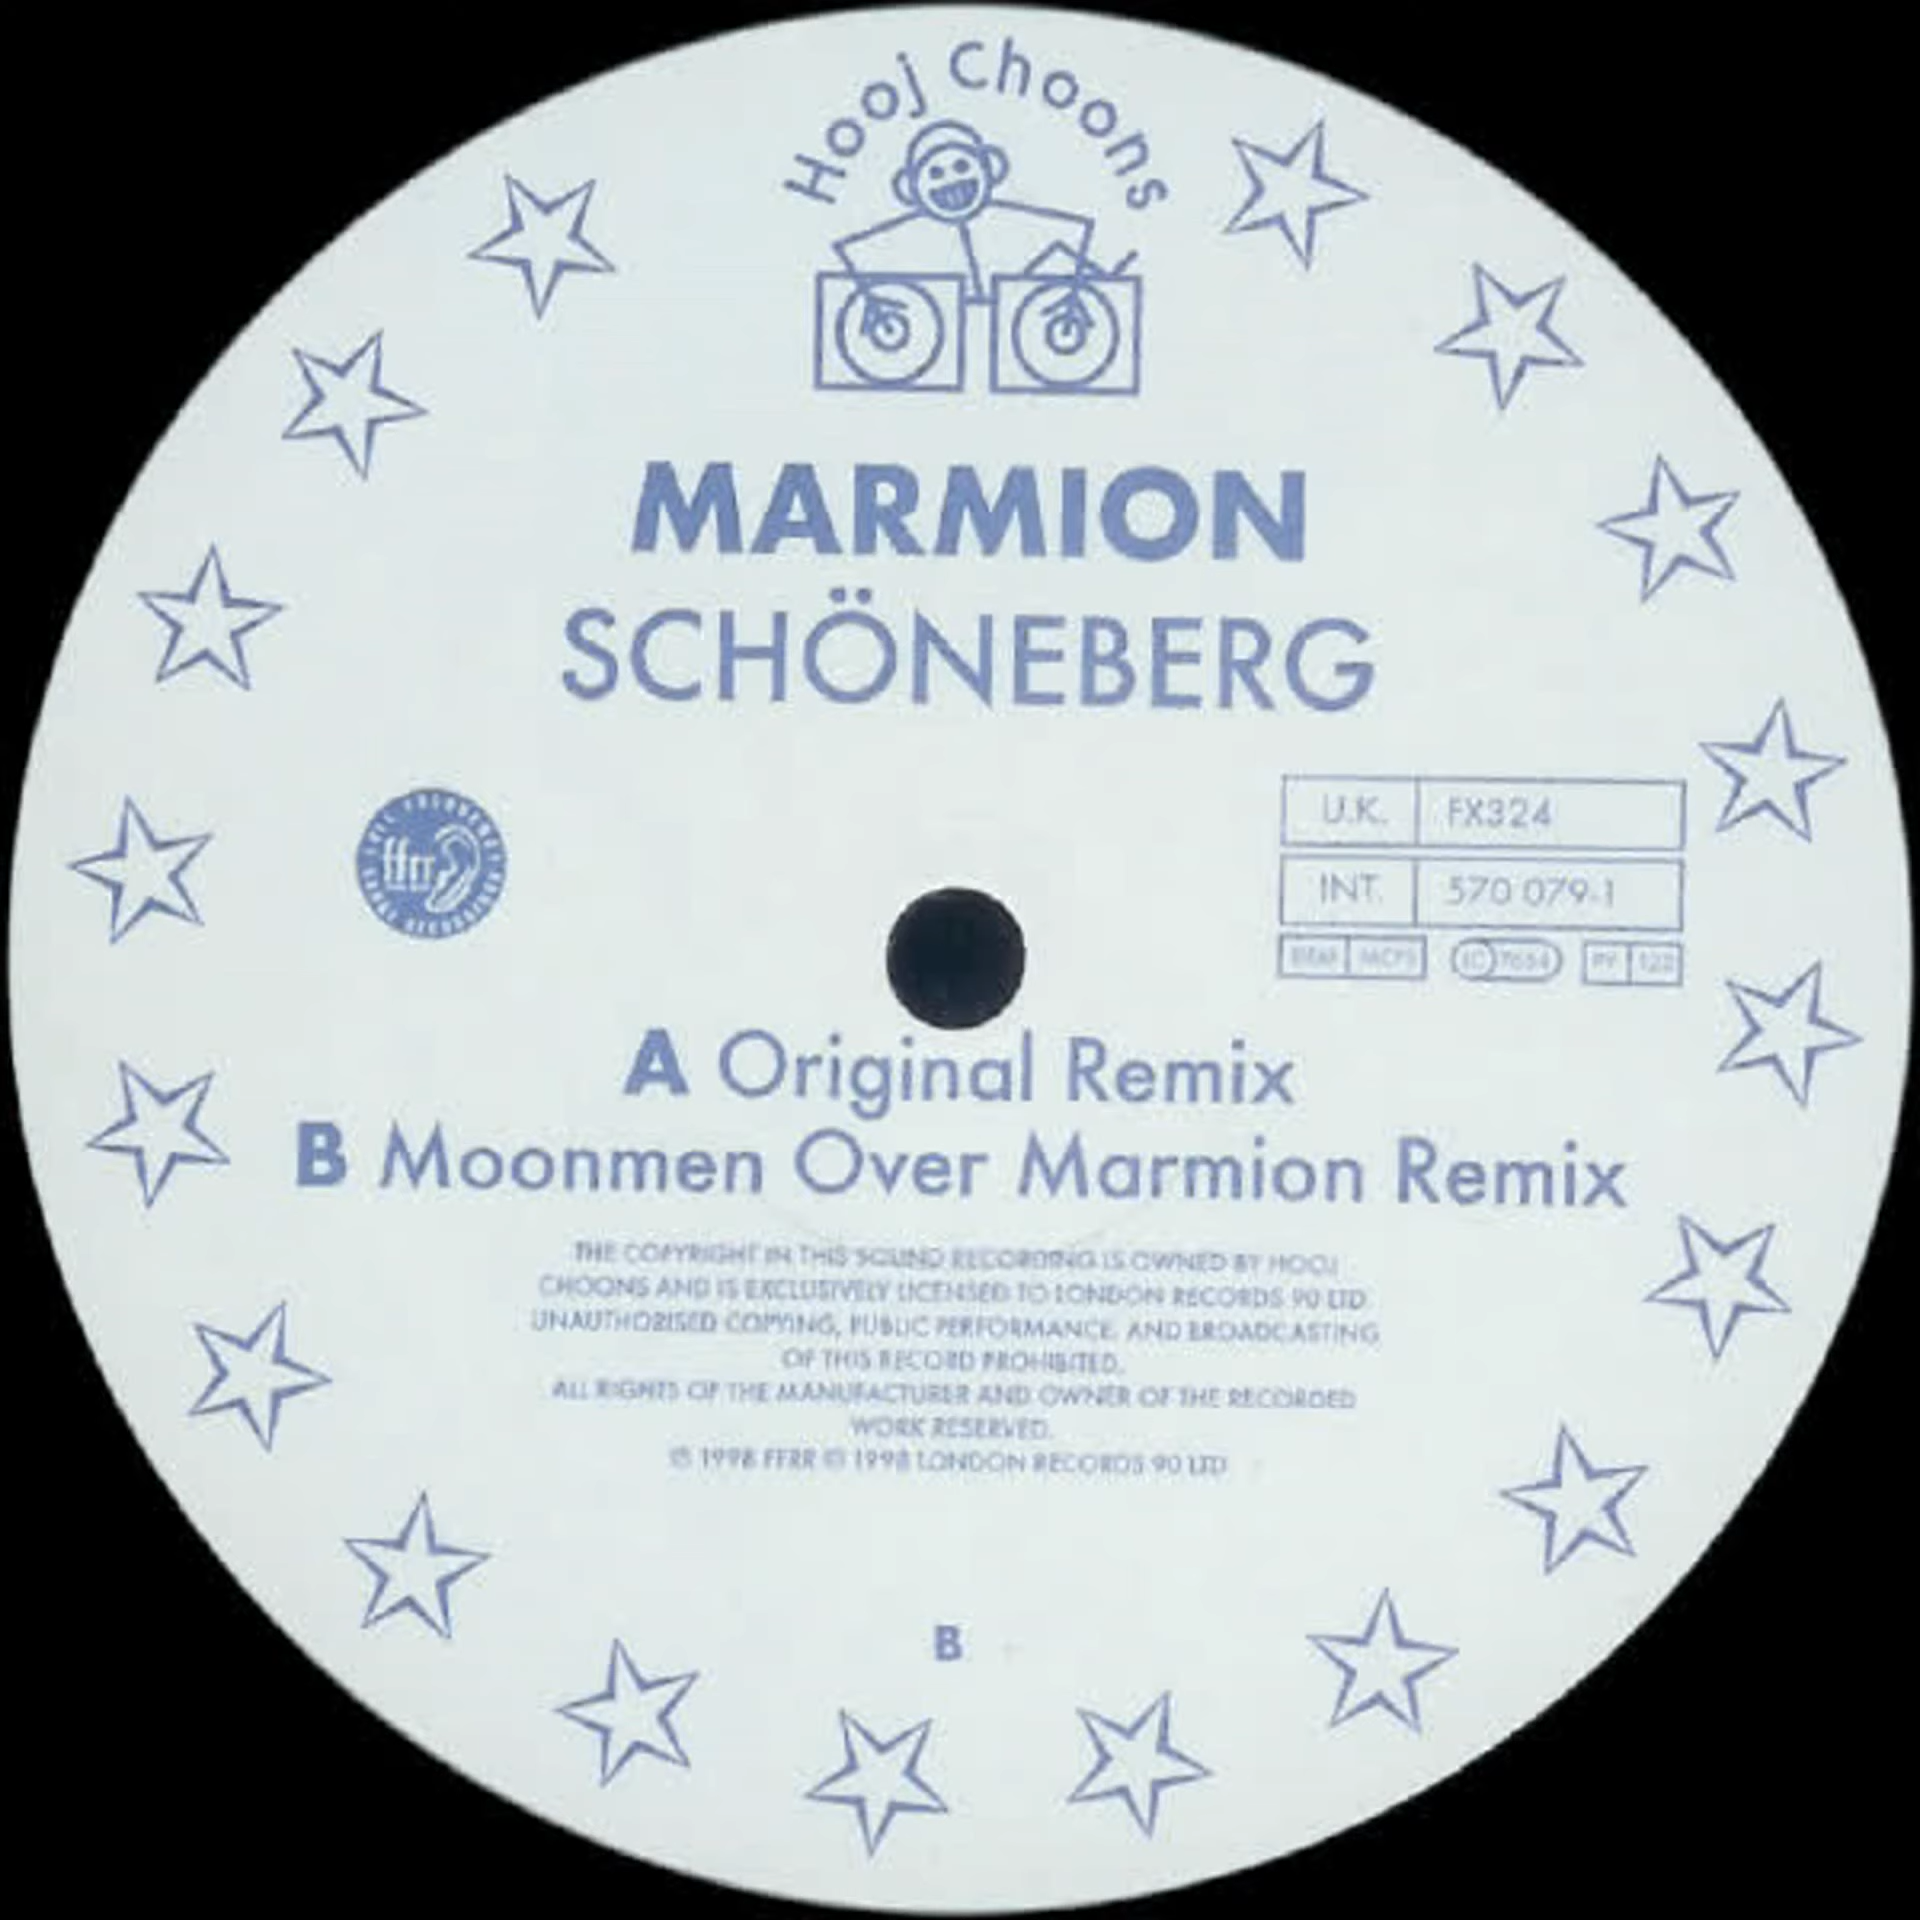 Hooj Choons
MARMION
SCHÖNEBERG
ffrr
U.K. FX324
INT. 570 079-1
MCPS
A Original Remix
B Moonmen Over Marmion Remix
THE COPYRIGHT IN THIS SOUND RECORDING IS OWNED BY HOOJ
CHOONS AND IS EXCLUSIVELY LICENSED TO LONDON RECORDS 90 LTD
UNAUTHORISED COPYING, PUBLIC PERFORMANCE, AND BROADCASTING
OF THIS RECORD PROHIBITED.
ALL RIGHTS OF THE MANUFACTURER AND OWNER OF THE RECORDED
WORK RESERVED.
℗ 1998 FFRR © 1998 LONDON RECORDS 90 LTD
B